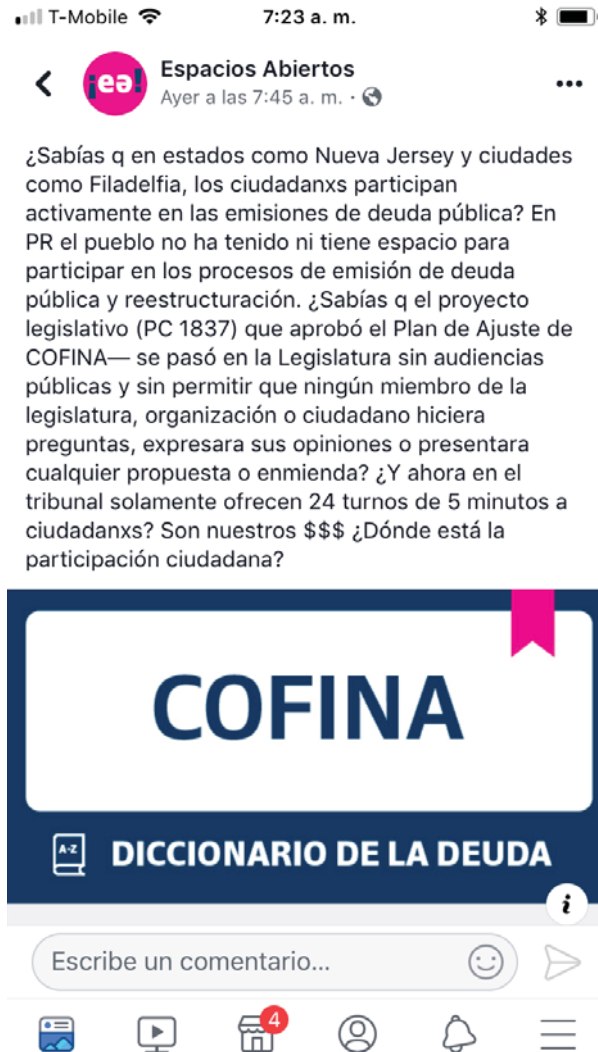 T-Mobile 7:23 a. m.
¡ea!
Espacios Abiertos
Ayer a las 7:45 a. m. ·
¿Sabías q en estados como Nueva Jersey y ciudades
como Filadelfia, los ciudadanxs participan
activamente en las emisiones de deuda pública? En
PR el pueblo no ha tenido ni tiene espacio para
participar en los procesos de emisión de deuda
pública y reestructuración. ¿Sabías q el proyecto
legislativo (PC 1837) que aprobó el Plan de Ajuste de
COFINA— se pasó en la Legislatura sin audiencias
públicas y sin permitir que ningún miembro de la
legislatura, organización o ciudadano hiciera
preguntas, expresara sus opiniones o presentara
cualquier propuesta o enmienda? ¿Y ahora en el
tribunal solamente ofrecen 24 turnos de 5 minutos a
ciudadanxs? Son nuestros $$$ ¿Dónde está la
participación ciudadana?
COFINA
A-Z DICCIONARIO DE LA DEUDA
i
Escribe un comentario...
4